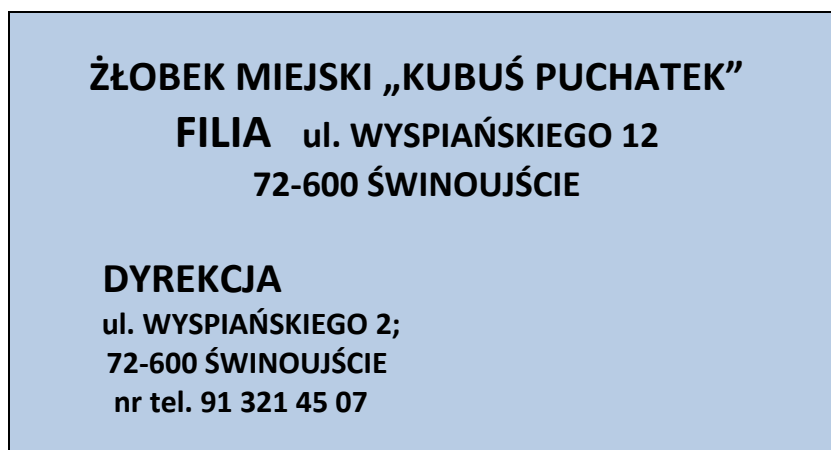 ŻŁOBEK MIEJSKI „KUBUŚ PUCHATEK”
FILIA ul. WYSPIAŃSKIEGO 12
72-600 ŚWINOUJŚCIE
DYREKCJA
ul. WYSPIAŃSKIEGO 2;
72-600 ŚWINOUJŚCIE
nr tel. 91 321 45 07